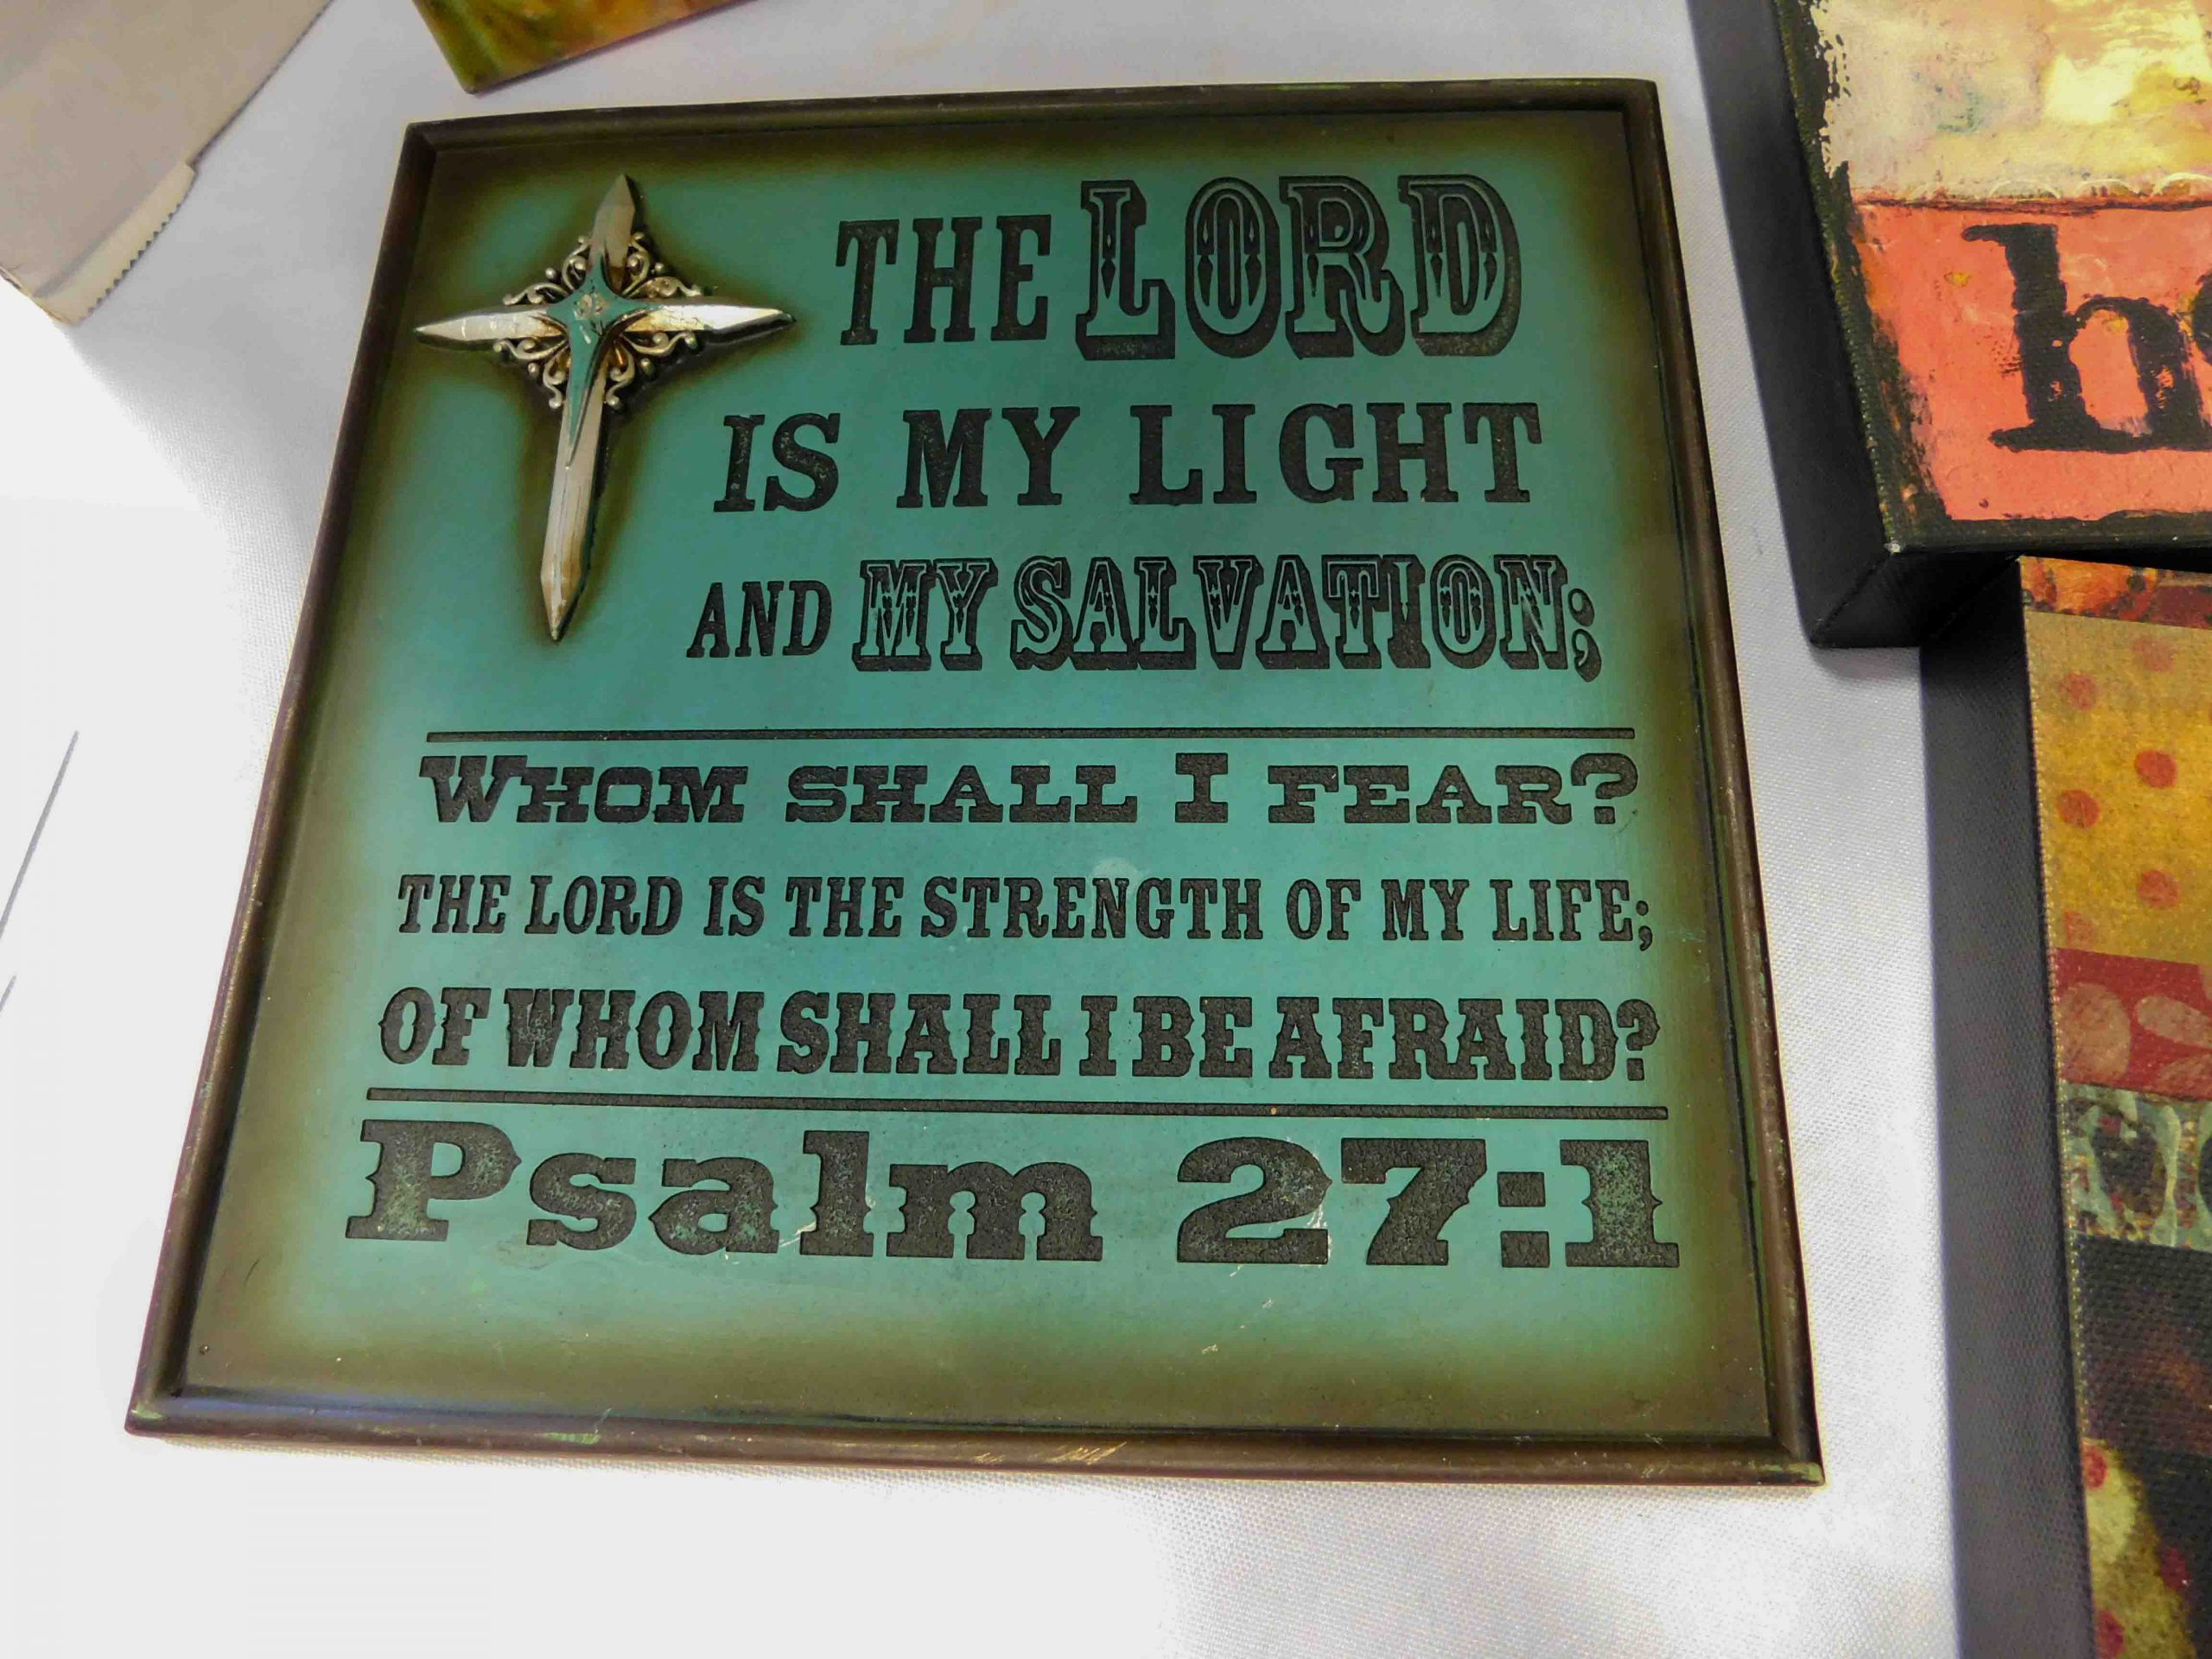 THE LORD
IS MY LIGHT
AND MY SALVATION;
WHOM SHALL I FEAR?
THE LORD IS THE STRENGTH OF MY LIFE;
OF WHOM SHALL I BE AFRAID?
Psalm 27:1